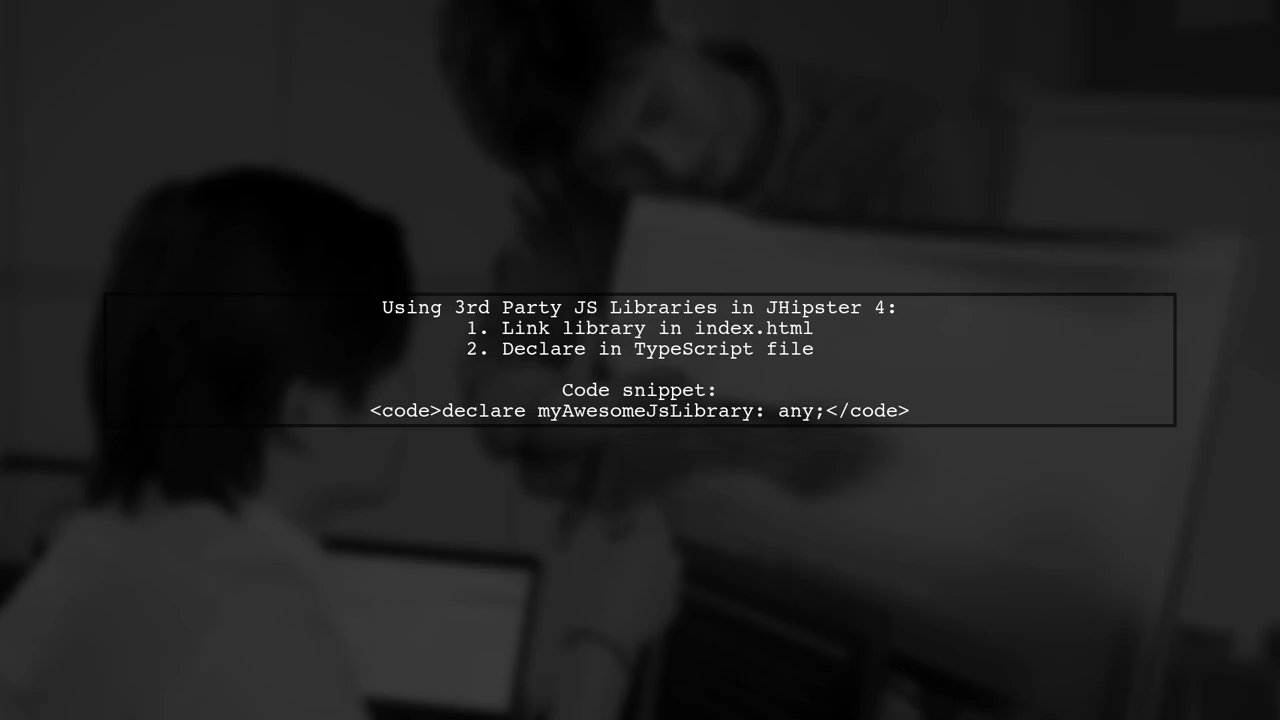 Using 3rd Party JS Libraries in JHipster 4:
1. Link library in index.html
2. Declare in TypeScript file
Code snippet:
<code>declare myAwesomeJsLibrary: any;</code>